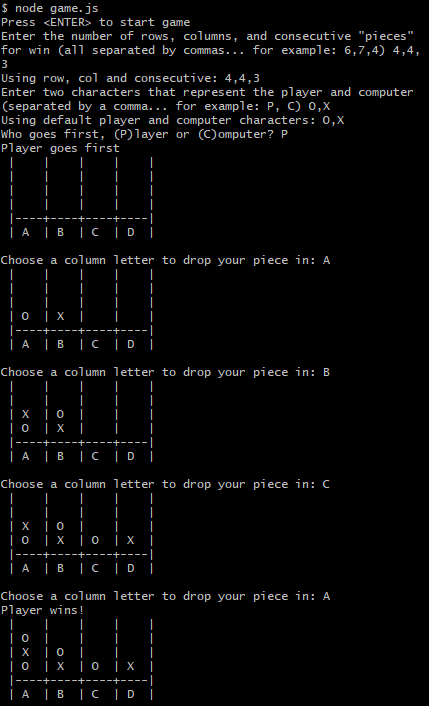 $ node game.js
Press <ENTER> to start game
Enter the number of rows, columns, and consecutive "pieces"
for win (all separated by commas... for example: 6,7,4) 4,4,
3
Using row, col and consecutive: 4,4,3
Enter two characters that represent the player and computer
(separated by a comma... for example: P, C) O,X
Using default player and computer characters: O,X
Who goes first, (P)layer or (C)omputer? P
Player goes first
|    |    |    |    |
|    |    |    |    |
|    |    |    |    |
|    |    |    |    |
|----+----+----+----|
| A  | B  | C  | D  |
Choose a column letter to drop your piece in: A
|    |    |    |    |
|    |    |    |    |
|    |    |    |    |
| O  | X  |    |    |
|----+----+----+----|
| A  | B  | C  | D  |
Choose a column letter to drop your piece in: B
|    |    |    |    |
|    |    |    |    |
| X  | O  |    |    |
| O  | X  |    |    |
|----+----+----+----|
| A  | B  | C  | D  |
Choose a column letter to drop your piece in: C
|    |    |    |    |
|    |    |    |    |
| X  | O  |    |    |
| O  | X  | O  | X  |
|----+----+----+----|
| A  | B  | C  | D  |
Choose a column letter to drop your piece in: A
Player wins!
|    |    |    |    |
| O  |    |    |    |
| X  | O  |    |    |
| O  | X  | O  | X  |
|----+----+----+----|
| A  | B  | C  | D  |